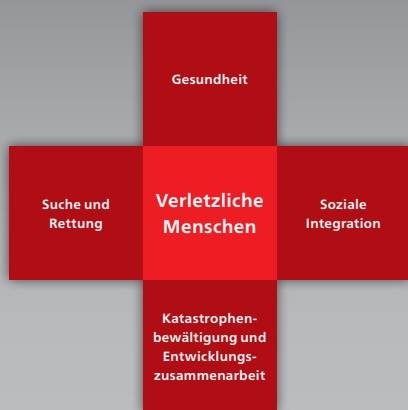 Gesundheit
Suche und
Rettung
Verletzliche
Menschen
Soziale
Integration
Katastrophen-
bewältigung und
Entwicklungs-
zusammenarbeit